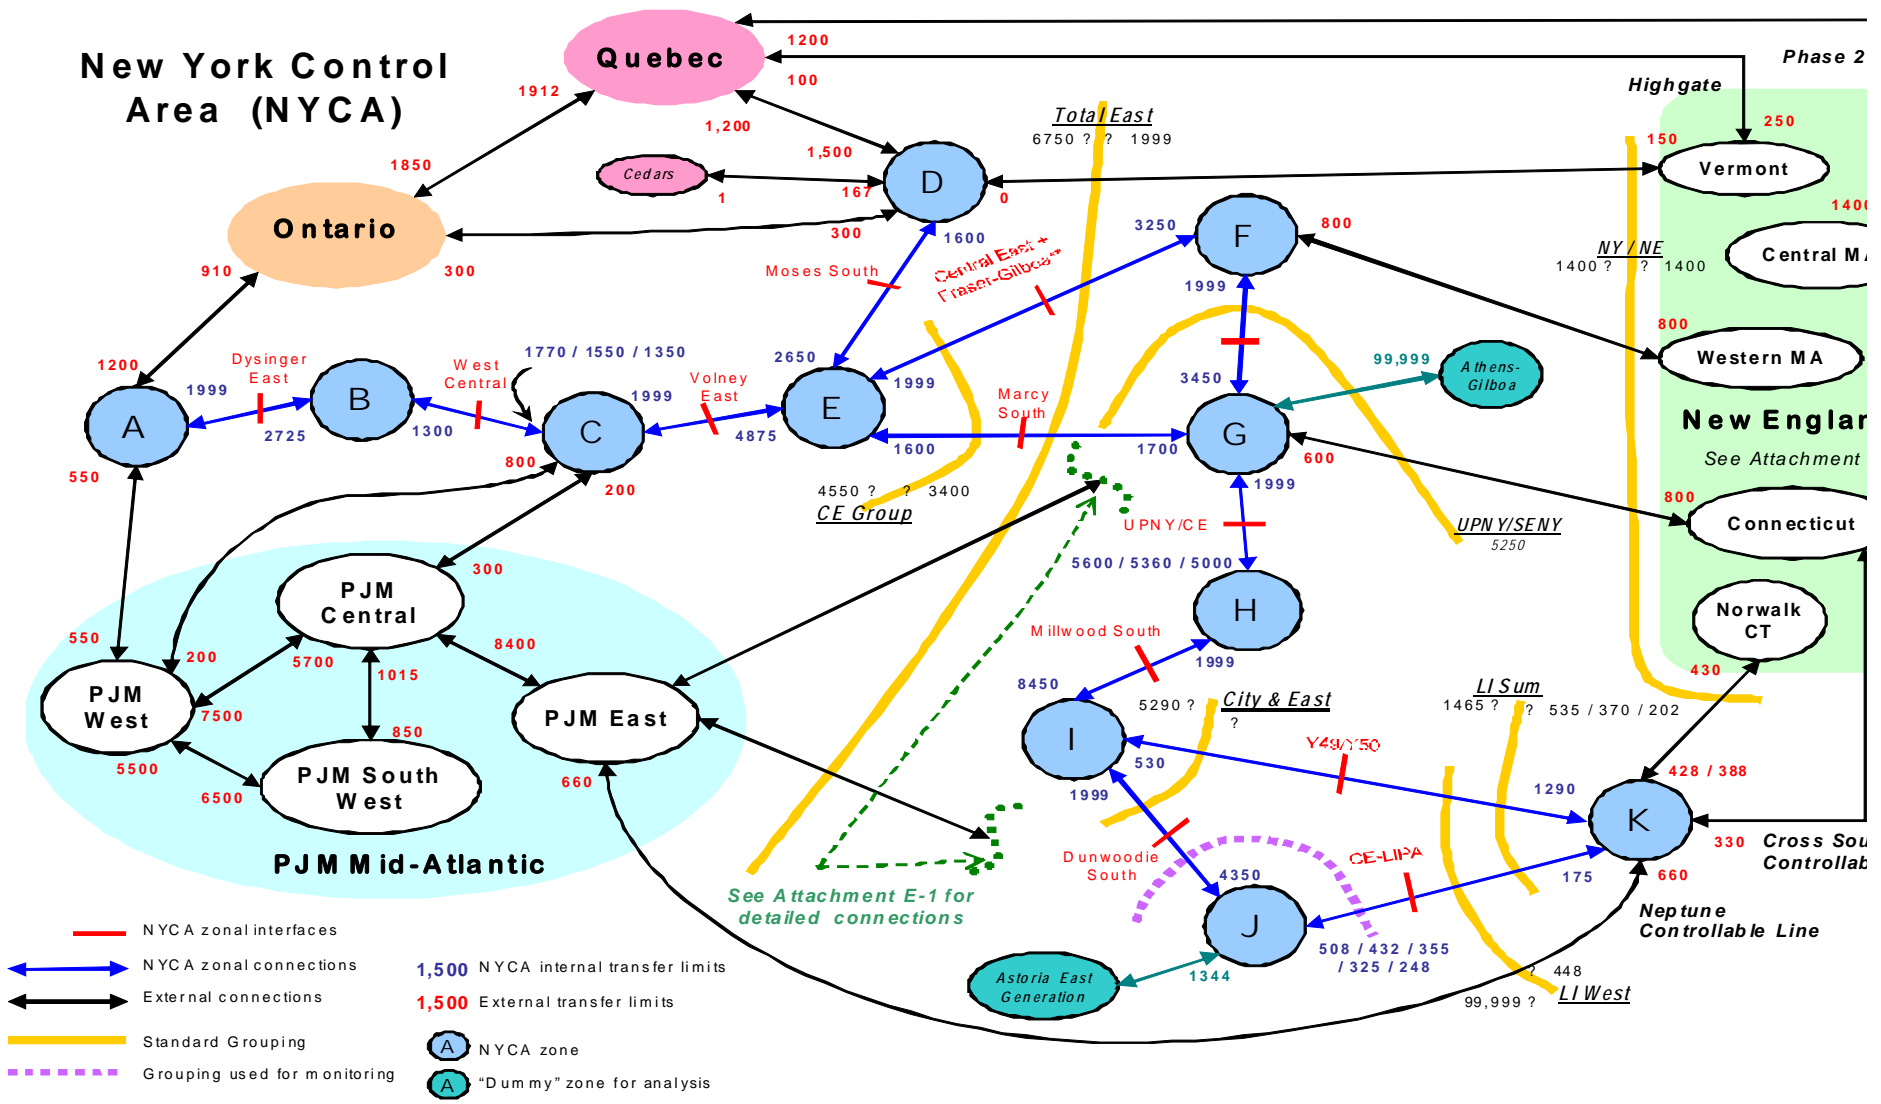 New York Control
Area (NYCA)
Quebec
1200
100
1912
1,200
1,500
1850
Cedars
1
167
D
0
Total East
6750 ? ? 1999
Phase 2
Highgate
250
150
Vermont
1400
Central MA
NY/NE
1400 ? ? 1400
Ontario
300
300
910
1600
Moses South
Central East +
Fraser-Gilboa**
3250
F
800
1999
800
Western MA
1200
Dysinger
East
1999
A
2725
B
West
Central
1300
1770 / 1550 / 1350
C
1999
Volney
East
4875
2650
E
1999
1600
Marcy
South
1700
3450
G
99,999
Athens-
Gilboa
600
1999
New Englan
See Attachment
800
Connecticut
550
800
200
4550 ? ? 3400
CE Group
UPNY/CE
UPNY/SENY
5250
5600 / 5360 / 5000
H
Norwalk
CT
430
PJM
Central
300
550
200
5700
8400
1015
PJM
West
7500
PJM East
5500
850
6500
PJM South
West
660
PJM Mid-Atlantic
Millwood South
1999
8450
I
530
1999
5290 ?
City & East
?
LI Sum
1465 ? ? 535 / 370 / 202
Y49/Y50
1290
428 / 388
K
330
Cross Sou
Controllab
Dunwoodie
South
4350
CE-LIPA
175
660
J
Neptune
Controllable Line
508 / 432 / 355
/ 325 / 248
See Attachment E-1 for
detailed connections
Astoria East
Generation
1344
? 448
99,999 ?
LI West
NYCA zonal interfaces
NYCA zonal connections
External connections
Standard Grouping
Grouping used for monitoring
1,500 NYCA internal transfer limits
1,500 External transfer limits
A NYCA zone
A "Dummy" zone for analysis